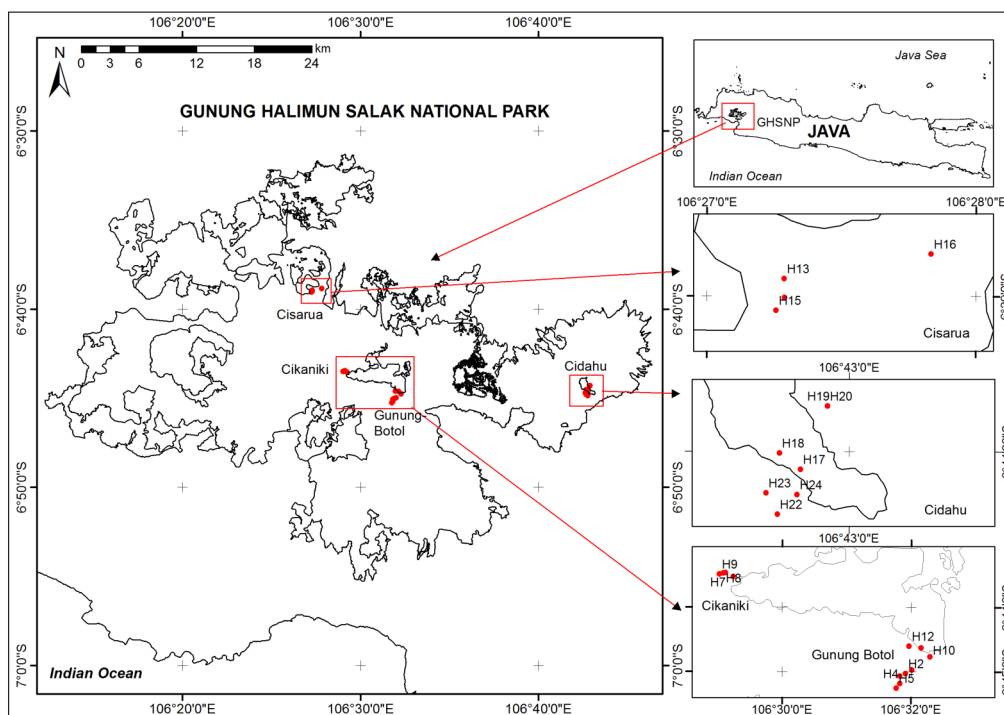 106°20'0"E 106°30'0"E 106°40'0"E
N
km
0 3 6 12 18 24
GUNUNG HALIMUN SALAK NATIONAL PARK
6°30'0"S
6°40'0"S
6°50'0"S
7°0'0"S
6°30'0"S
6°40'0"S
6°50'0"S
7°0'0"S
Cisarua
Cikaniki
Gunung
Botol
Cidahu
Indian Ocean
106°20'0"E 106°30'0"E 106°40'0"E
Java Sea
GHSNP
JAVA
Indian Ocean
106°27'0"E 106°28'0"E
H16
H13
H15
Cisarua
106°43'0"E
H19H20
H18
H17
H23
H24
H22
Cidahu
106°43'0"E
H9
H7 H8
Cikaniki
H12
Gunung Botol
H10
H2
H4
H5
106°30'0"E 106°32'0"E